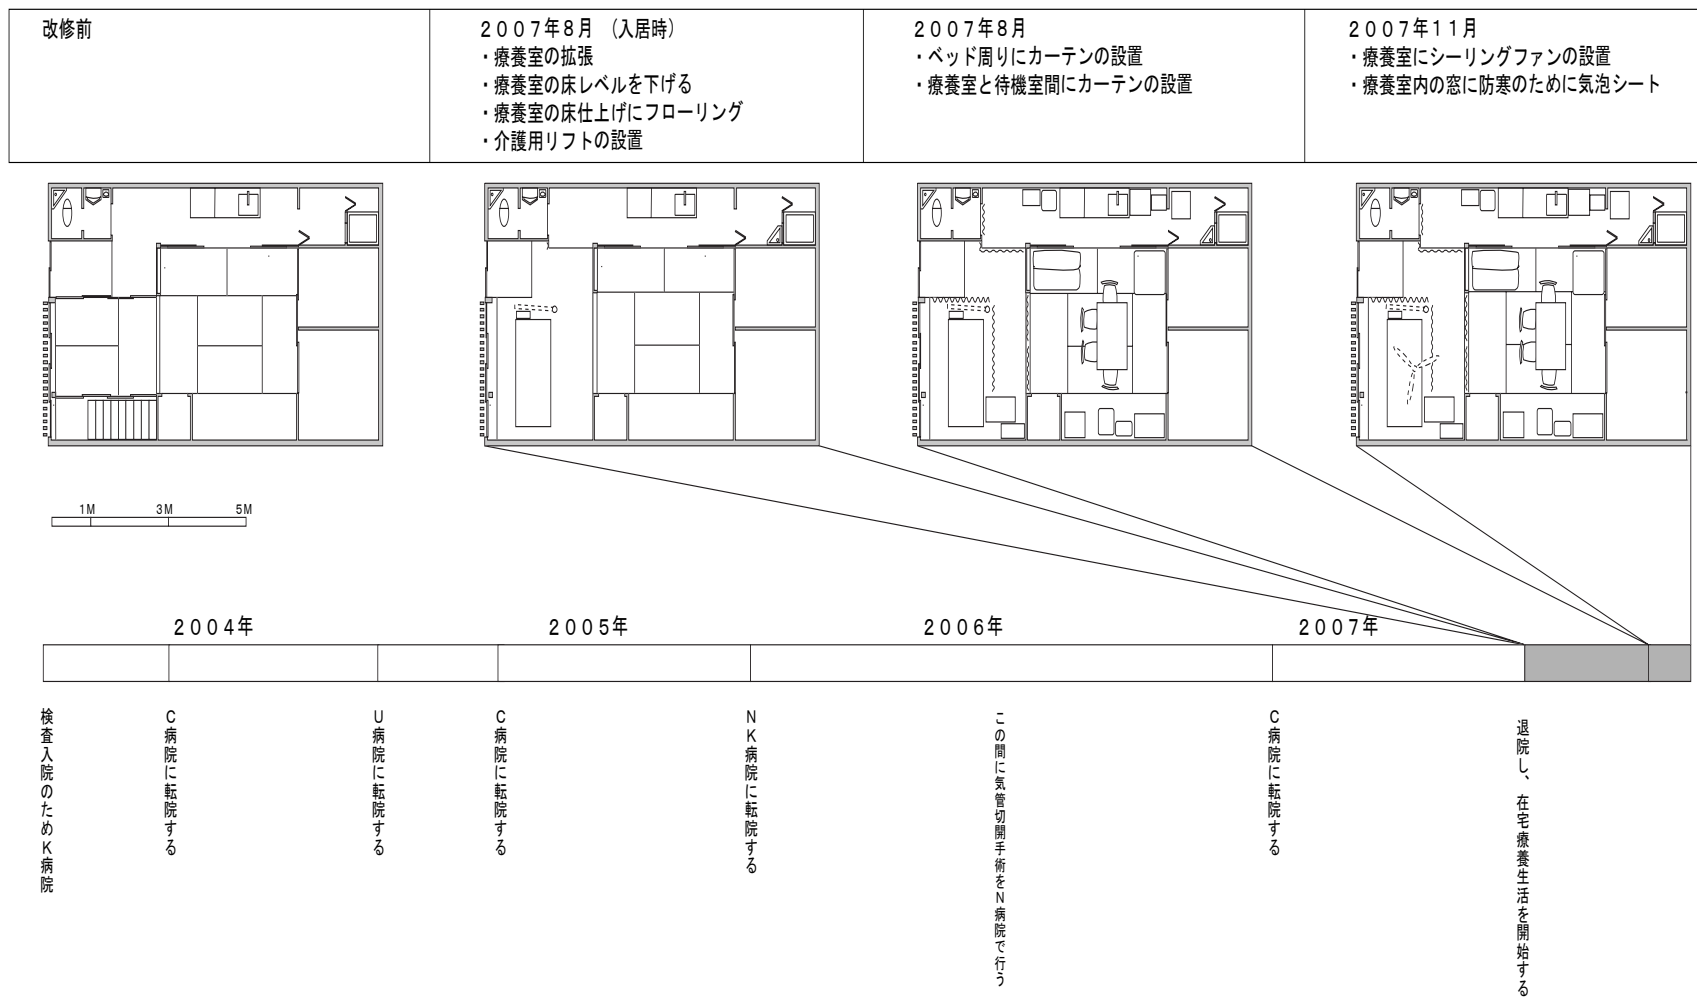 改修前
2007年8月 (入居時)
・療養室の拡張
・療養室の床レベルを下げる
・療養室の床仕上げにフローリング
・介護用リフトの設置
2007年8月
・ベッド周りにカーテンの設置
・療養室と待機室間にカーテンの設置
2007年11月
・療養室にシーリングファンの設置
・療養室内の窓に防寒のために気泡シート
1M 3M 5M
2004年 2005年 2006年 2007年
検査入院のためK病院
C病院に転院する
U病院に転院する
C病院に転院する
NK病院に転院する
この間に気管切開手術をN病院で行う
C病院に転院する
退院し、在宅療養生活を開始する